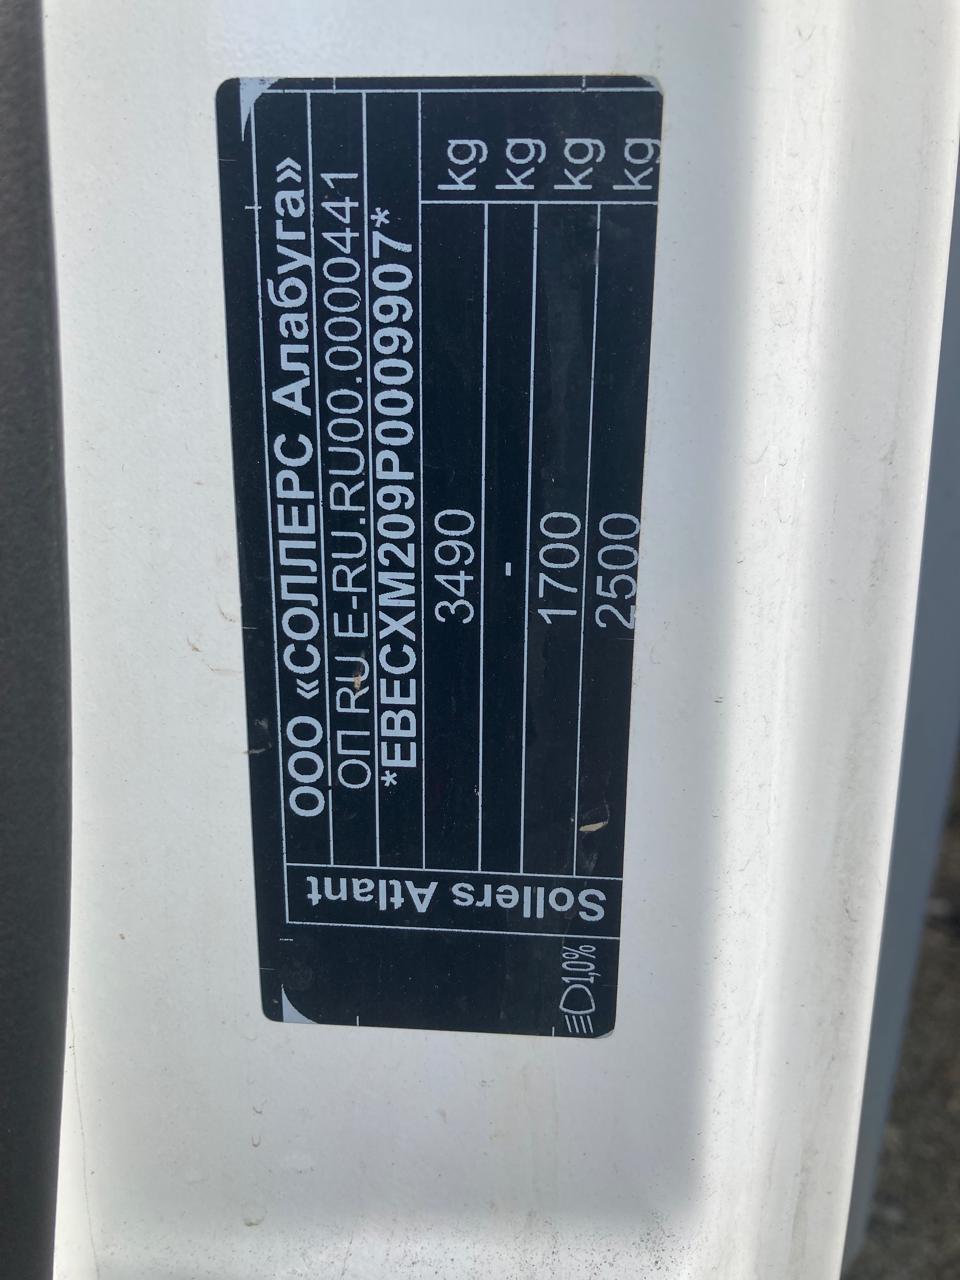 ООО «СОЛЛЕРС Алабуга»
ОП RU E-RU.RU00.0000441
*EBECXM209P0009907*
3490 kg
- kg
1700 kg
2500 kg
Sollers Atlant
1,0%